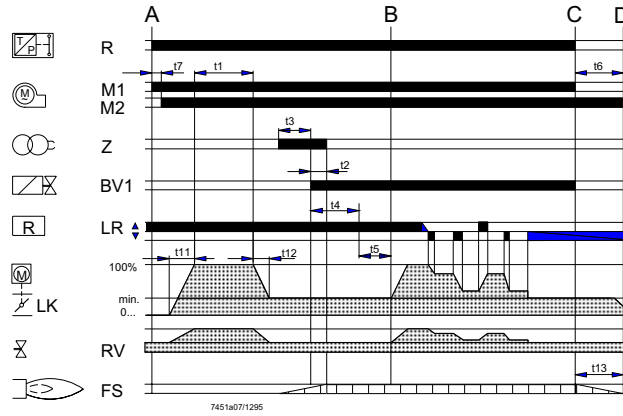 A B C D
T P R
t7 t1 t6
M M1
M2
t3
Z
t2
BV1
t4
R LR
t5
t11 t12
M 100%
LK min.
0...
RV
t13
FS
7451a07/1295